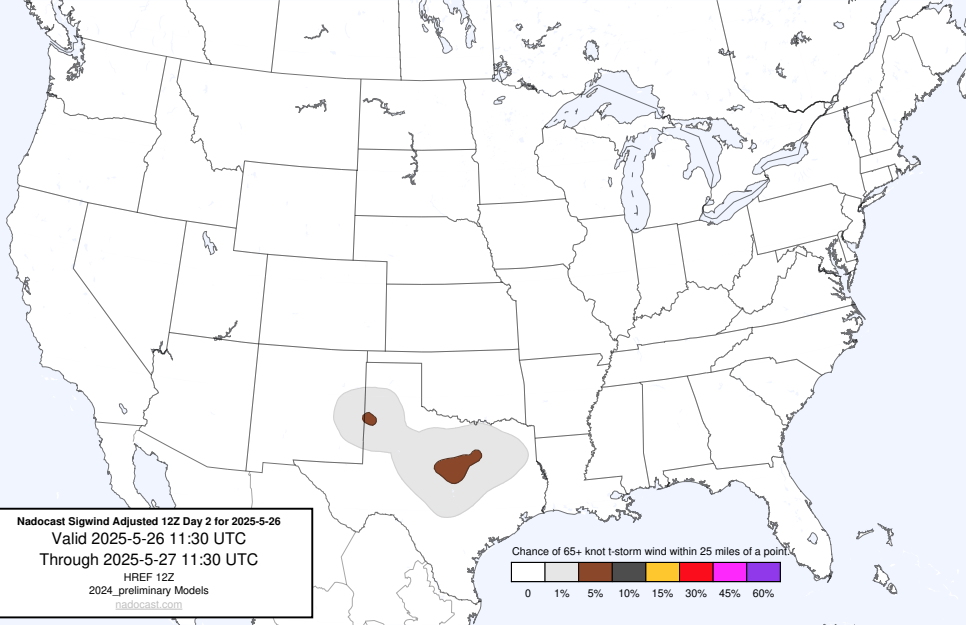 Nadocast Sigwind Adjusted 12Z Day 2 for 2025-5-26
Valid 2025-5-26 11:30 UTC
Through 2025-5-27 11:30 UTC
HREF 12Z
2024_preliminary Models
nadocast.com
Chance of 65+ knot t-storm wind within 25 miles of a point.
0 1% 5% 10% 15% 30% 45% 60%